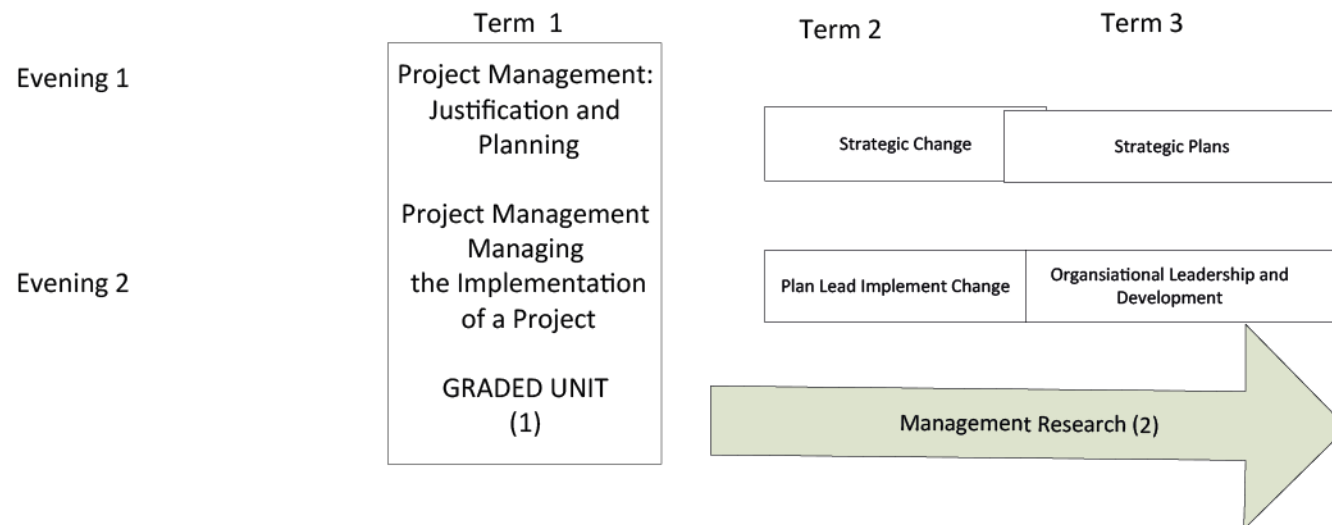 Term 1
Term 2
Term 3
Evening 1
Project Management:
Justification and
Planning
Strategic Change
Strategic Plans
Project Management
Managing
the Implementation
of a Project
Evening 2
Plan Lead Implement Change
Organsiational Leadership and
Development
GRADED UNIT
(1)
Management Research (2)